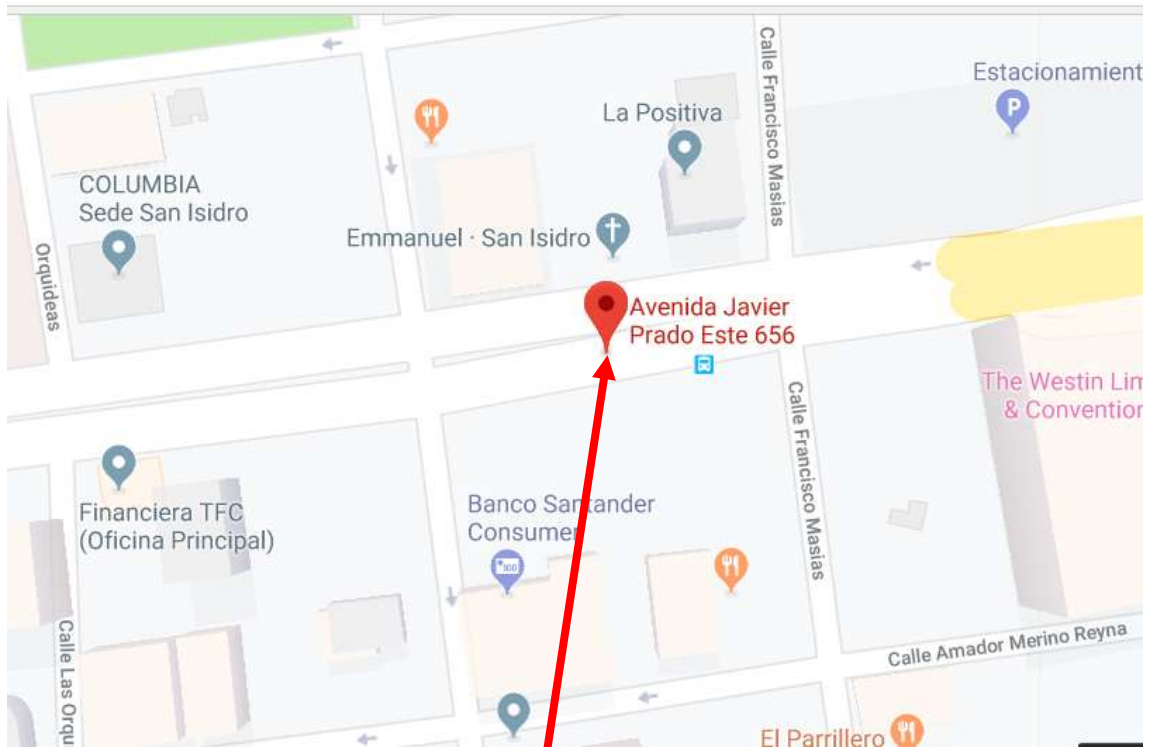 Calle Francisco Masias
Estacionamient
P
La Positiva
COLUMBIA
Sede San Isidro
Emmanuel · San Isidro
Orquideas
Avenida Javier
Prado Este 656
The Westin Lim
& Convention
Calle Francisco Masias
Banco Santander
Consumer
Financiera TFC
(Oficina Principal)
Calle Amador Merino Reyna
Calle Las Orqu
El Parrillero